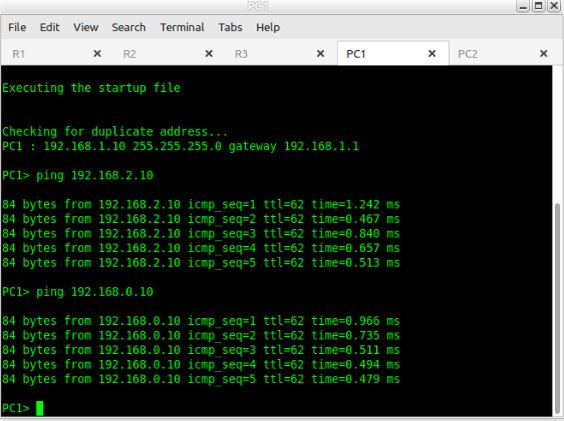 PC1
File Edit View Search Terminal Tabs Help
R1 × R2 × R3 × PC1 × PC2 ×
Executing the startup file
Checking for duplicate address...
PC1 : 192.168.1.10 255.255.255.0 gateway 192.168.1.1
PC1> ping 192.168.2.10
84 bytes from 192.168.2.10 icmp_seq=1 ttl=62 time=1.242 ms
84 bytes from 192.168.2.10 icmp_seq=2 ttl=62 time=0.467 ms
84 bytes from 192.168.2.10 icmp_seq=3 ttl=62 time=0.840 ms
84 bytes from 192.168.2.10 icmp_seq=4 ttl=62 time=0.657 ms
84 bytes from 192.168.2.10 icmp_seq=5 ttl=62 time=0.513 ms
PC1> ping 192.168.0.10
84 bytes from 192.168.0.10 icmp_seq=1 ttl=62 time=0.966 ms
84 bytes from 192.168.0.10 icmp_seq=2 ttl=62 time=0.735 ms
84 bytes from 192.168.0.10 icmp_seq=3 ttl=62 time=0.511 ms
84 bytes from 192.168.0.10 icmp_seq=4 ttl=62 time=0.494 ms
84 bytes from 192.168.0.10 icmp_seq=5 ttl=62 time=0.479 ms
PC1>